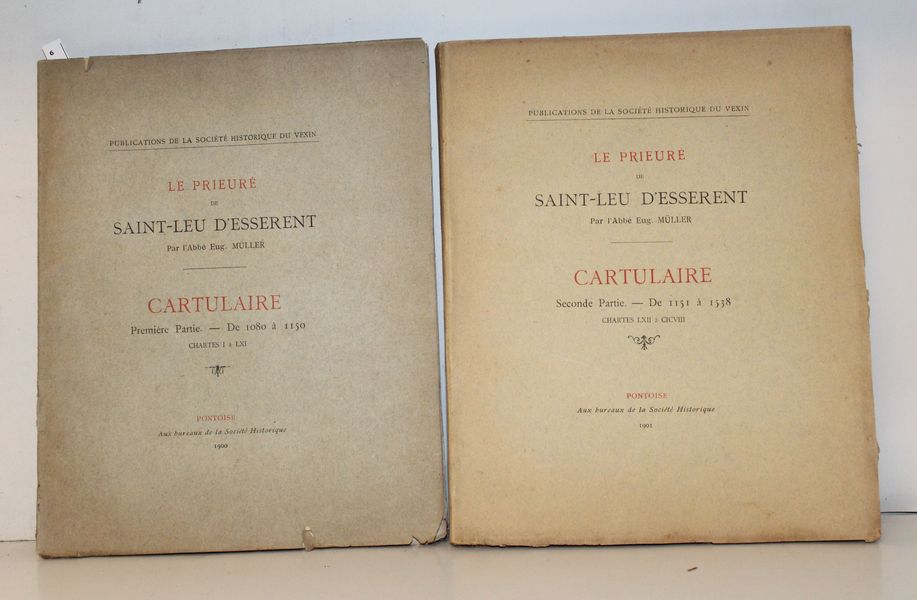 6
PUBLICATIONS DE LA SOCIÉTÉ HISTORIQUE DU VEXIN
LE PRIEURÉ
DE
SAINT-LEU D'ESSERENT
Par l'Abbé Eug. MÜLLER
CARTULAIRE
Première Partie. — De 1080 à 1150
CHARTES I à LXI
PONTOISE
Aux bureaux de la Société Historique
1900
PUBLICATIONS DE LA SOCIÉTÉ HISTORIQUE DU VEXIN
LE PRIEURÉ
DE
SAINT-LEU D'ESSERENT
Par l'Abbé Eug. MÜLLER
CARTULAIRE
Seconde Partie. — De 1151 à 1538
CHARTES LXII à CICVIII
PONTOISE
Aux bureaux de la Société Historique
1901